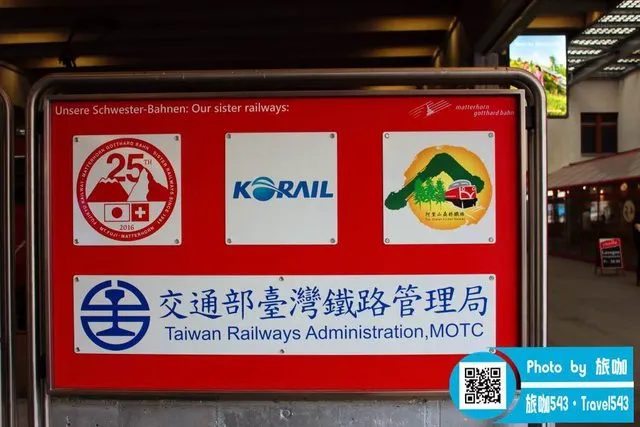 Unsere Schwester-Bahnen: Our sister railways:
matterhorn
gotthard bahn
25TH
2016
KORAIL
阿里山森林鐵路
交通部臺灣鐵路管理局
Taiwan Railways Administration,MOTC
Photo by 旅咖
旅咖543・Travel543